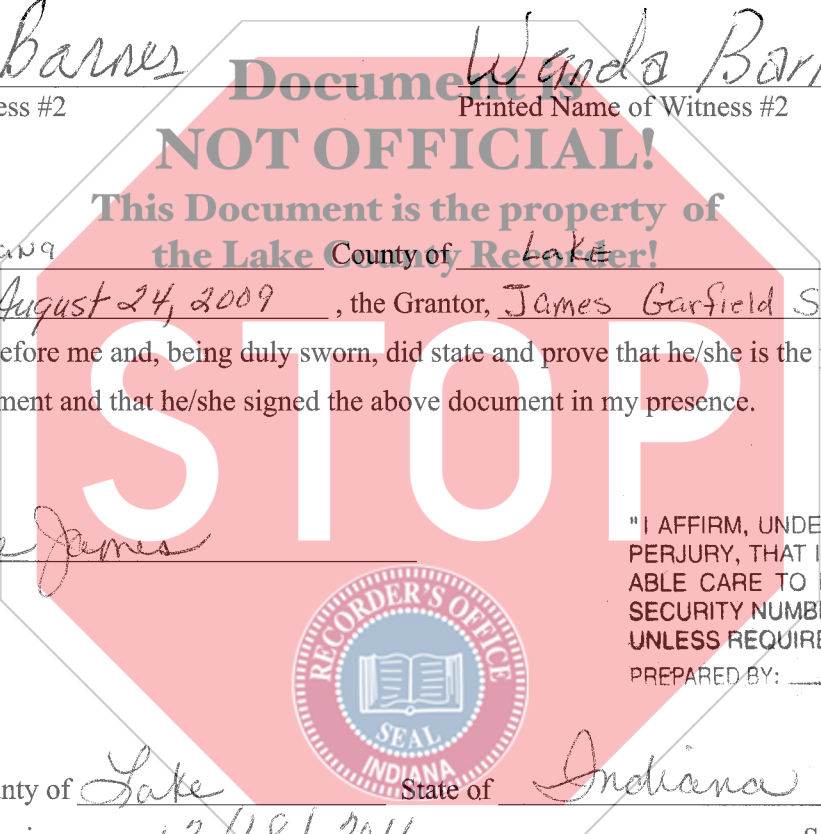 Barnes Wanda Barn
Document is
ess #2 Printed Name of Witness #2
NOT OFFICIAL!
This Document is the property of
the Lake County Recorder!
ana County of Lake
August 24, 2009 , the Grantor, James Garfield S
efore me and, being duly sworn, did state and prove that he/she is the
ment and that he/she signed the above document in my presence.
STOP
e James
"I AFFIRM, UNDE
PERJURY, THAT I
ABLE CARE TO
SECURITY NUMB
UNLESS REQUIRE
PREPARED BY:
RECORDER'S OFFICE
SEAL
INDIANA
nty of Lake State of Indiana